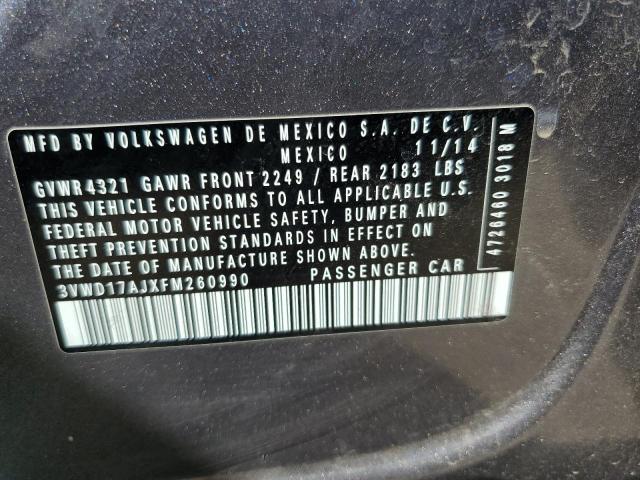 MFD BY VOLKSWAGEN DE MEXICO S.A. DE C.V.
MEXICO 11/14
GVWR 4321 GAWR FRONT 2249 / REAR 2183 LBS
THIS VEHICLE CONFORMS TO ALL APPLICABLE U.S.
FEDERAL MOTOR VEHICLE SAFETY, BUMPER AND
THEFT PREVENTION STANDARDS IN EFFECT ON
THE DATE OF MANUFACTURE SHOWN ABOVE.
3VWD17AJXFM260990 PASSENGER CAR
4726460 3018 M